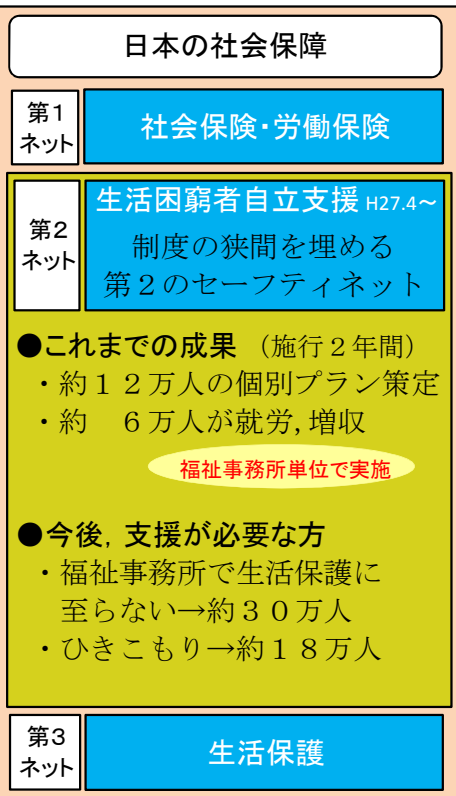 日本の社会保障
第1
ネット
社会保険・労働保険
第2
ネット
生活困窮者自立支援 H27.4~
制度の狭間を埋める
第2のセーフティネット
●これまでの成果 (施行2年間)
・約12万人の個別プラン策定
・約 6万人が就労,増収
福祉事務所単位で実施
●今後,支援が必要な方
・福祉事務所で生活保護に
至らない→約30万人
・ひきこもり→約18万人
第3
ネット
生活保護